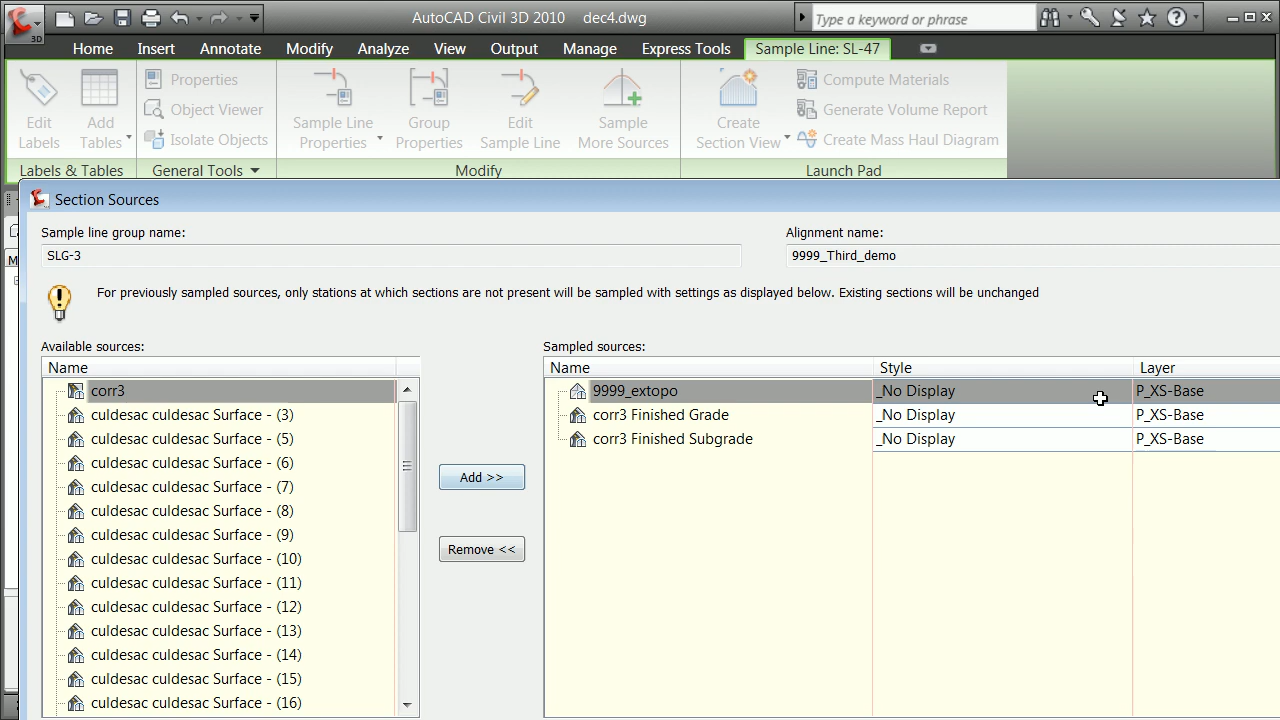 AutoCAD Civil 3D 2010 dec4.dwg
Type a keyword or phrase
3D
Home Insert Annotate Modify Analyze View Output Manage Express Tools Sample Line: SL-47
Edit Labels
Add Tables
Properties
Object Viewer
Isolate Objects
Sample Line Properties
Group Properties
Edit Sample Line
Sample More Sources
Create Section View
Compute Materials
Generate Volume Report
Create Mass Haul Diagram
Labels & Tables General Tools Modify Launch Pad
Section Sources
Sample line group name: Alignment name:
SLG-3 9999_Third_demo
M
For previously sampled sources, only stations at which sections are not present will be sampled with settings as displayed below. Existing sections will be unchanged
Available sources:
Name
corr3
culdesac culdesac Surface - (3)
culdesac culdesac Surface - (5)
culdesac culdesac Surface - (6)
culdesac culdesac Surface - (7)
culdesac culdesac Surface - (8)
culdesac culdesac Surface - (9)
culdesac culdesac Surface - (10)
culdesac culdesac Surface - (11)
culdesac culdesac Surface - (12)
culdesac culdesac Surface - (13)
culdesac culdesac Surface - (14)
culdesac culdesac Surface - (15)
culdesac culdesac Surface - (16)
Add >>
Remove <<
Sampled sources:
Name Style Layer
9999_extopo _No Display P_XS-Base
corr3 Finished Grade _No Display P_XS-Base
corr3 Finished Subgrade _No Display P_XS-Base